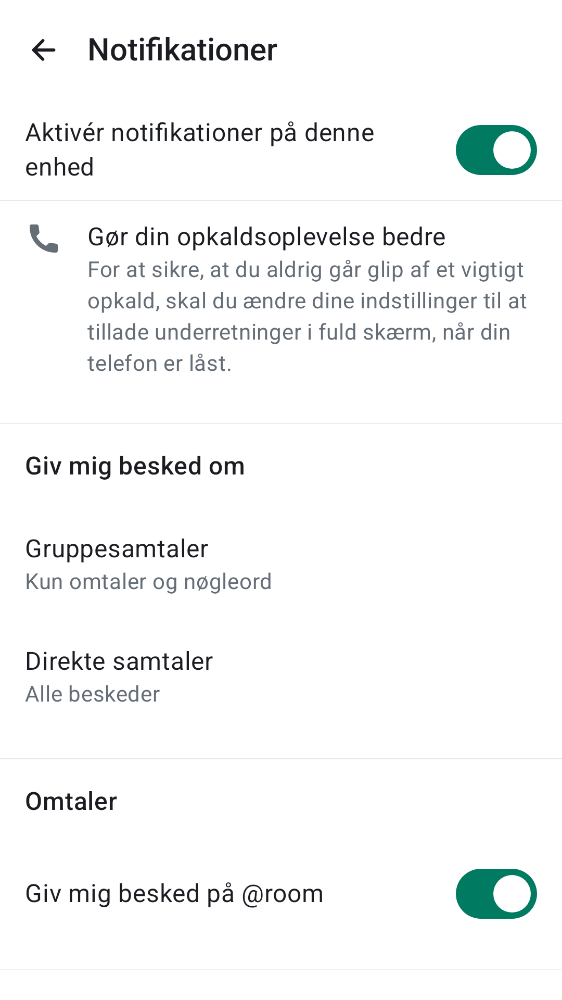 Notifikationer
Aktivér notifikationer på denne
enhed
Gør din opkaldsoplevelse bedre
For at sikre, at du aldrig går glip af et vigtigt
opkald, skal du ændre dine indstillinger til at
tillade underretninger i fuld skærm, når din
telefon er låst.
Giv mig besked om
Gruppesamtaler
Kun omtaler og nøgleord
Direkte samtaler
Alle beskeder
Omtaler
Giv mig besked på @room